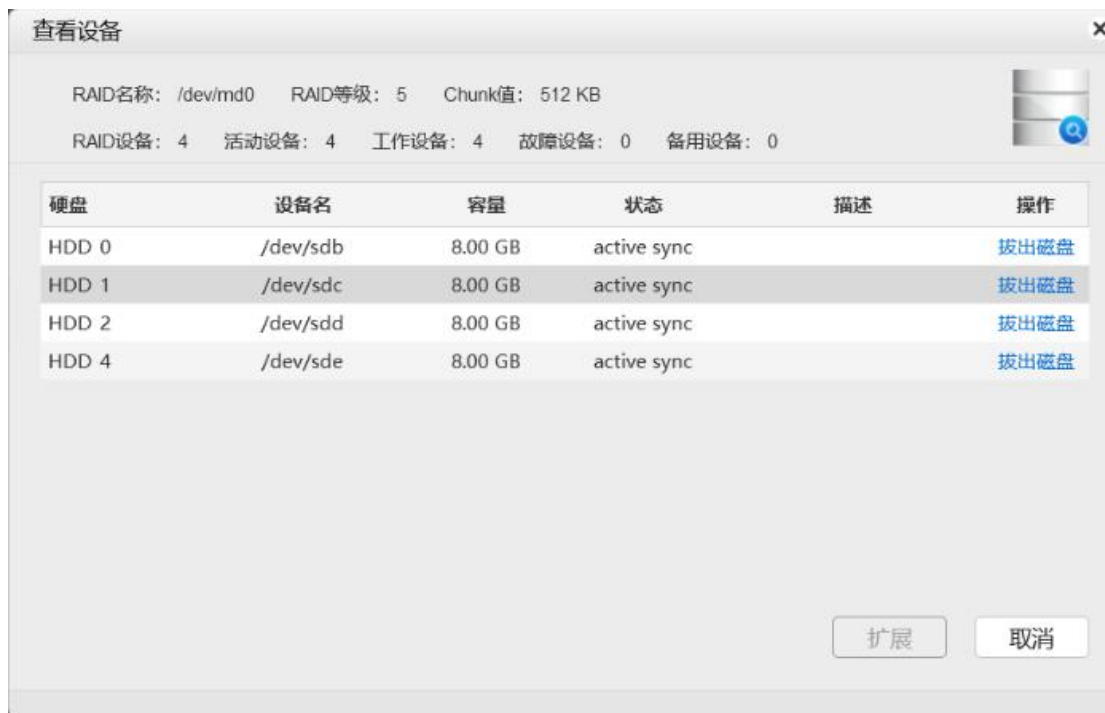 查看设备
RAID名称： /dev/md0 RAID等级： 5 Chunk值： 512 KB
RAID设备： 4 活动设备： 4 工作设备： 4 故障设备： 0 备用设备： 0
硬盘 设备名 容量 状态 描述 操作
HDD 0 /dev/sdb 8.00 GB active sync 拔出磁盘
HDD 1 /dev/sdc 8.00 GB active sync 拔出磁盘
HDD 2 /dev/sdd 8.00 GB active sync 拔出磁盘
HDD 4 /dev/sde 8.00 GB active sync 拔出磁盘
扩展 取消